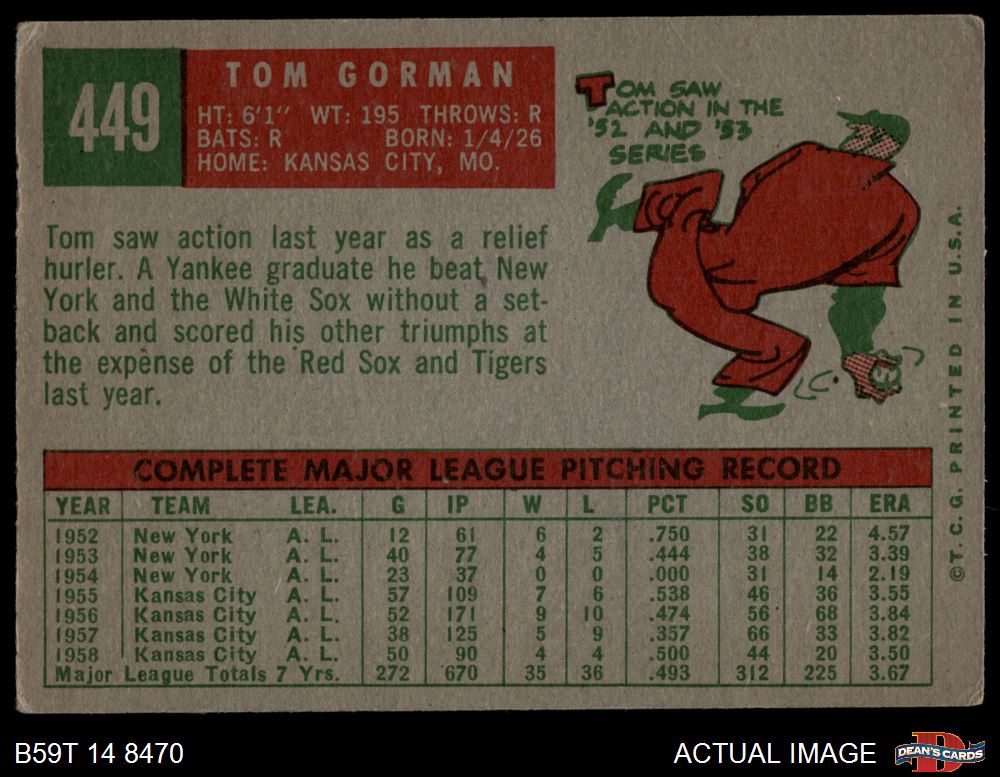 449
TOM GORMAN
HT: 6'1" WT: 195 THROWS: R
BATS: R BORN: 1/4/26
HOME: KANSAS CITY, MO.
TOM SAW
ACTION IN THE
'52 AND '53
SERIES
Tom saw action last year as a relief
hurler. A Yankee graduate he beat New
York and the White Sox without a set-
back and scored his other triumphs at
the expense of the Red Sox and Tigers
last year.
©T. C. G. PRINTED IN U.S.A.
COMPLETE MAJOR LEAGUE PITCHING RECORD
YEAR TEAM LEA. G IP W L PCT SO BB ERA
1952 New York A. L. 12 61 6 2 .750 31 22 4.57
1953 New York A. L. 40 77 4 5 .444 38 32 3.39
1954 New York A. L. 23 37 0 0 .000 31 14 2.19
1955 Kansas City A. L. 57 109 7 6 .538 46 36 3.55
1956 Kansas City A. L. 52 171 9 10 .474 56 68 3.84
1957 Kansas City A. L. 38 125 5 9 .357 66 33 3.82
1958 Kansas City A. L. 50 90 4 4 .500 44 20 3.50
Major League Totals 7 Yrs. 272 670 35 36 .493 312 225 3.67
B59T 14 8470
ACTUAL IMAGE
DEAN'S CARDS